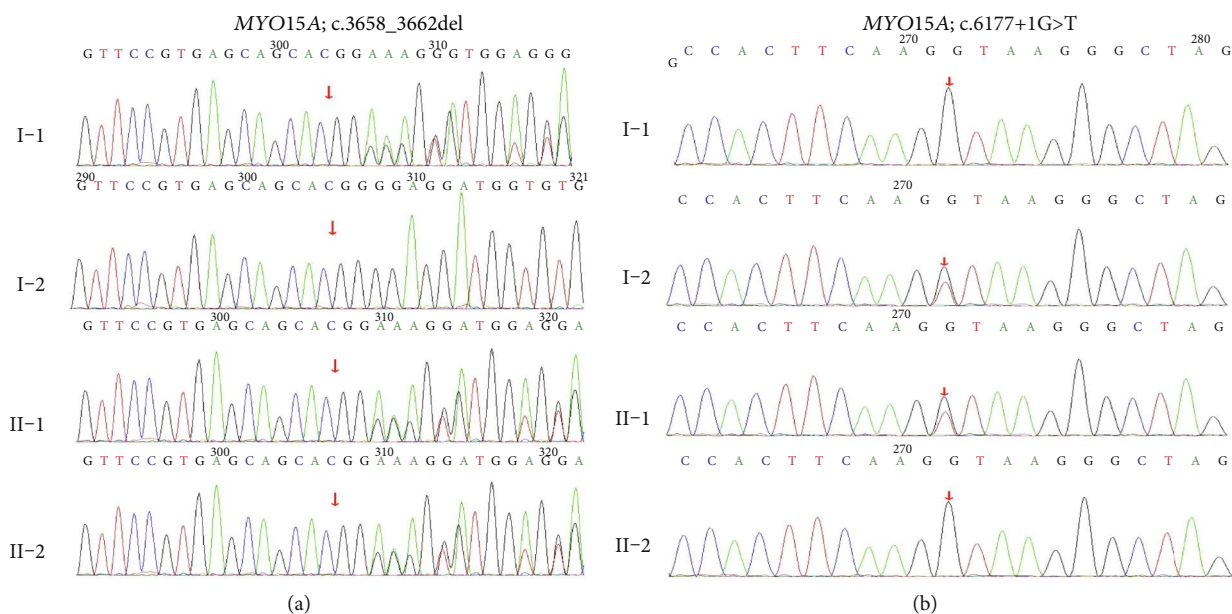 MYO15A; c.3658_3662del
300 310
G T T C C G T G A G C A G C A C G G A A A G G G T G G A G G G
I-1
290 300 321
G T T C C G T G A G C A G C A C G G G G A G G A T G G T G T G
I-2
300 310 320
G T T C C G T G A G C A G C A C G G A A A G G A T G G A G G A
II-1
300 310 320
G T T C C G T G A G C A G C A C G G A A A G G A T G G A G G A
II-2
(a)
MYO15A; c.6177+1G>T
270 280
G C C A C T T C A A G G T A A G G G C T A G
I-1
270
C C A C T T C A A G G T A A G G G C T A G
I-2
270
C C A C T T C A A G G T A A G G G C T A G
II-1
270
C C A C T T C A A G G T A A G G G C T A G
II-2
(b)